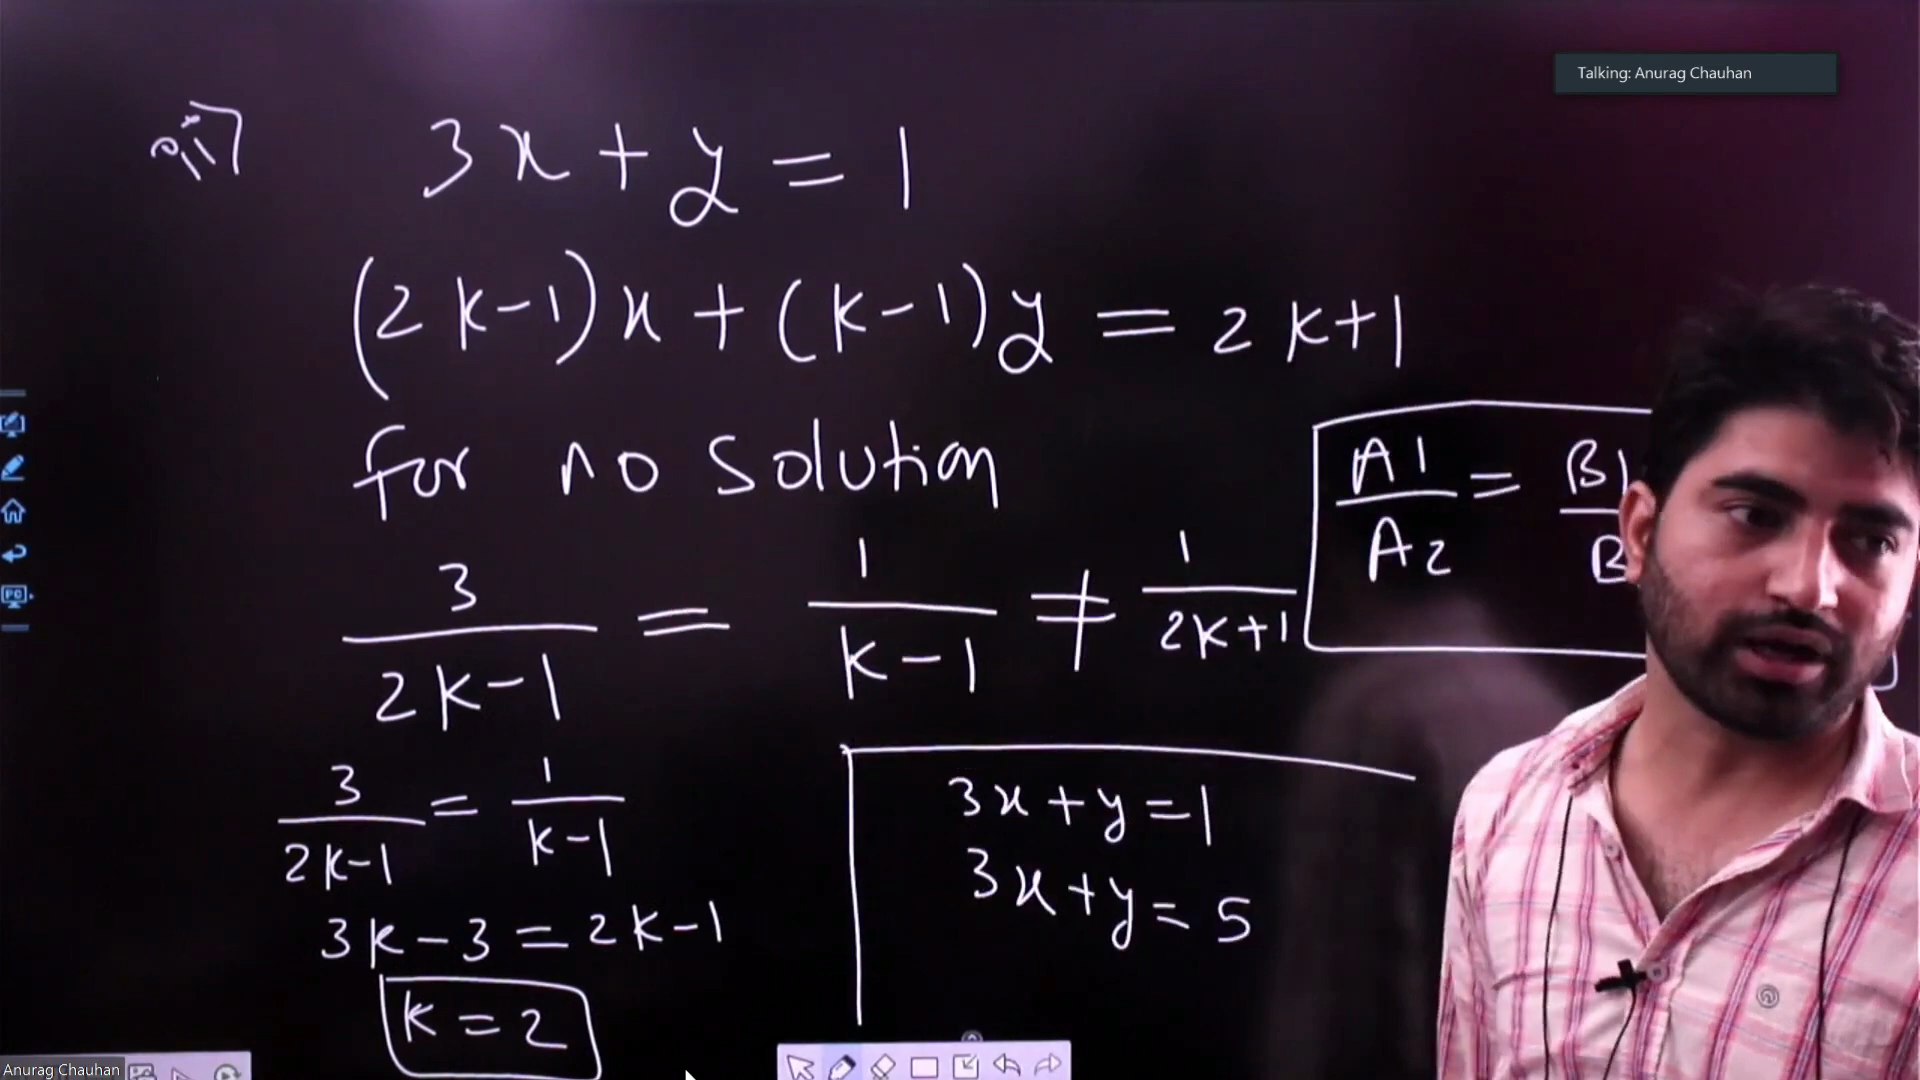 Talking: Anurag Chauhan
3x + y = 1
(2k-1)x + (k-1)y = 2k+1
for no solution
3/(2k-1) = 1/(k-1) ≠ 1/(2k+1)
A1/A2 = B1/B
3/(2k-1) = 1/(k-1)
3k-3 = 2k-1
k = 2
3x + y = 1
3x + y = 5
Anurag Chauhan